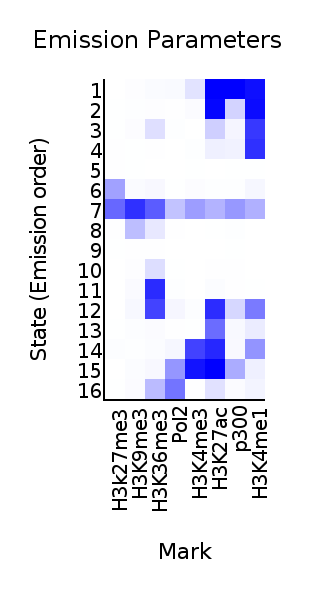 Emission Parameters
State (Emission order)
1
2
3
4
5
6
7
8
9
10
11
12
13
14
15
16
H3k27me3
H3K9me3
H3K36me3
Pol2
H3K4me3
H3K27ac
p300
H3K4me1
Mark